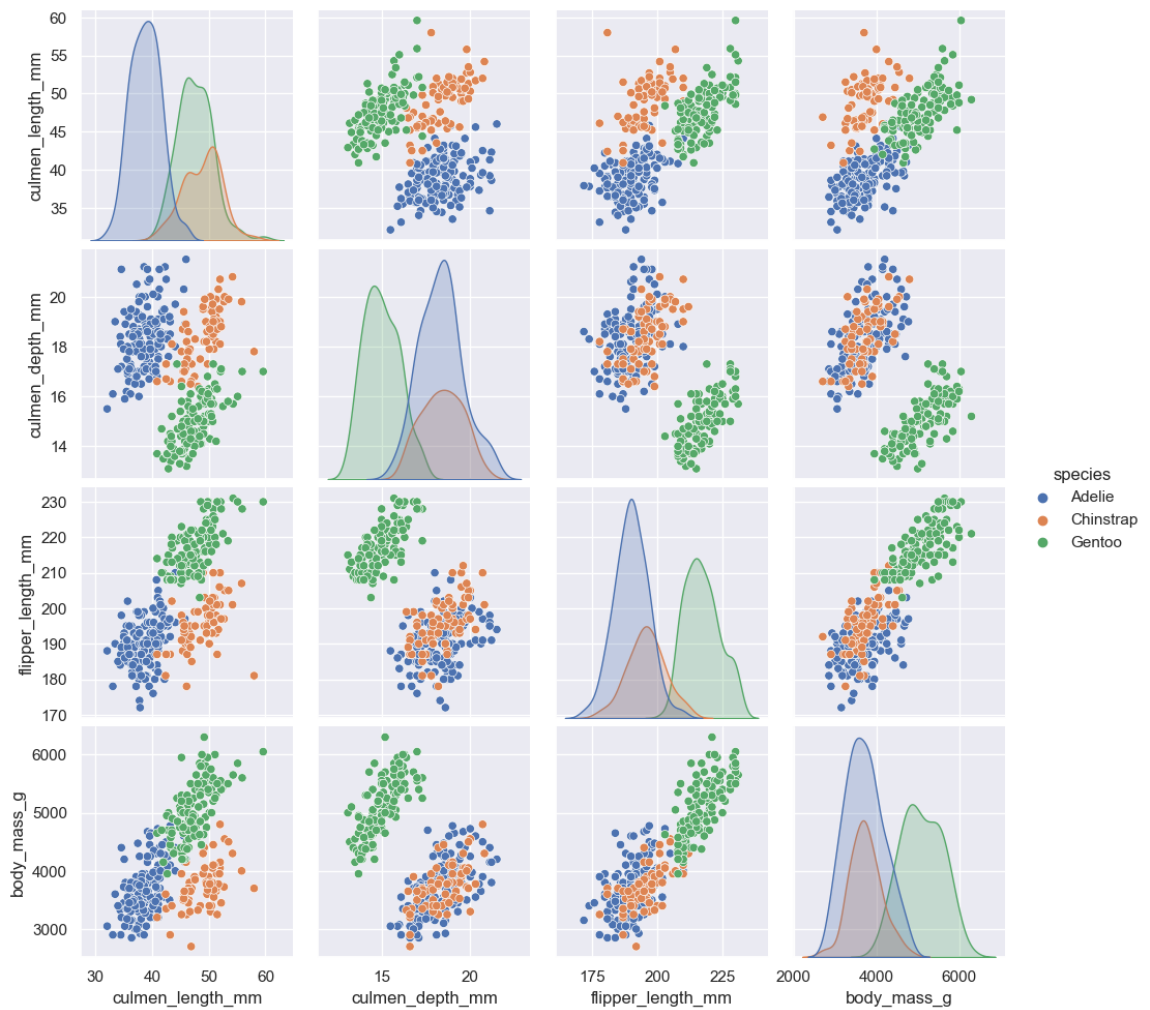 60
55
50
45
40
35
culmen_length_mm
20
18
16
14
culmen_depth_mm
230
220
210
200
190
180
170
flipper_length_mm
6000
5000
4000
3000
body_mass_g
30 40 50 60
culmen_length_mm
15 20
culmen_depth_mm
175 200 225
flipper_length_mm
2000 4000 6000
body_mass_g
species
Adelie
Chinstrap
Gentoo